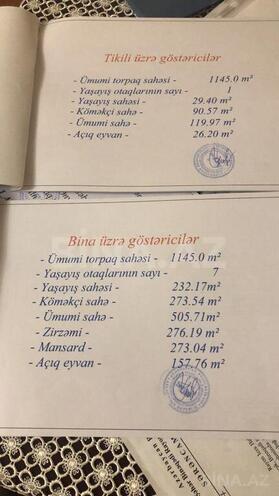 Tikili üzrə göstəricilər
- Ümumi torpaq sahəsi - 1145.0 m²
- Yaşayış otaqlarının sayı - 1
- Yaşayış sahəsi - 29.40 m²
- Köməkçi sahə - 90.57 m²
- Ümumi sahə - 119.97 m²
- Açıq eyvan - 26.20 m²
Bina üzrə göstəricilər
- Ümumi torpaq sahəsi - 1145.0 m²
- Yaşayış otaqlarının sayı - 7
- Yaşayış sahəsi - 232.17m²
- Köməkçi sahə - 273.54 m²
- Ümumi sahə - 505.71m²
- Zirzəmi - 276.19 m²
- Mansard - 273.04 m²
- Açıq eyvan - 157.76 m²
İNA.AZ